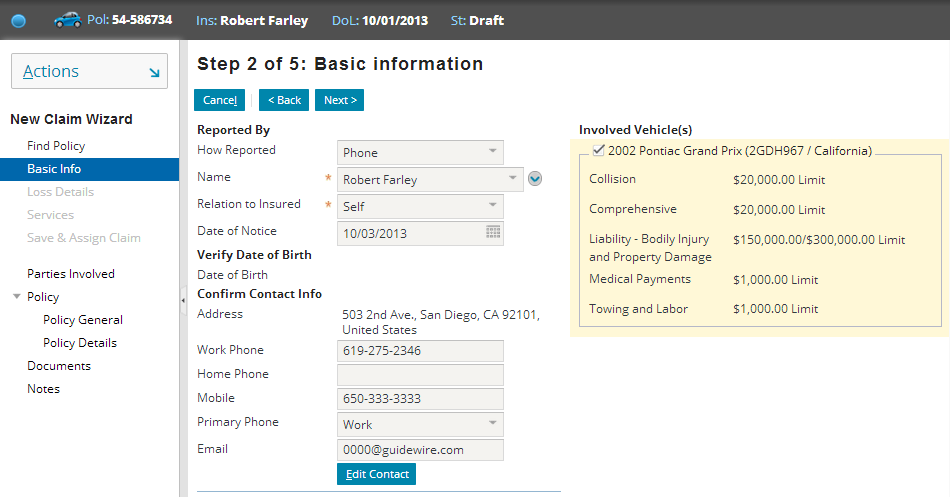 Pol: 54-586734 Ins: Robert Farley DoL: 10/01/2013 St: Draft
Actions
New Claim Wizard
Find Policy
Basic Info
Loss Details
Services
Save & Assign Claim
Parties Involved
Policy
Policy General
Policy Details
Documents
Notes
Step 2 of 5: Basic information
Cancel < Back Next >
Reported By
How Reported Phone
Name * Robert Farley
Relation to Insured * Self
Date of Notice 10/03/2013
Verify Date of Birth
Date of Birth
Confirm Contact Info
Address 503 2nd Ave., San Diego, CA 92101,
United States
Work Phone 619-275-2346
Home Phone
Mobile 650-333-3333
Primary Phone Work
Email 0000@guidewire.com
Edit Contact
Involved Vehicle(s)
2002 Pontiac Grand Prix (2GDH967 / California)
Collision $20,000.00 Limit
Comprehensive $20,000.00 Limit
Liability - Bodily Injury $150,000.00/$300,000.00 Limit
and Property Damage
Medical Payments $1,000.00 Limit
Towing and Labor $1,000.00 Limit